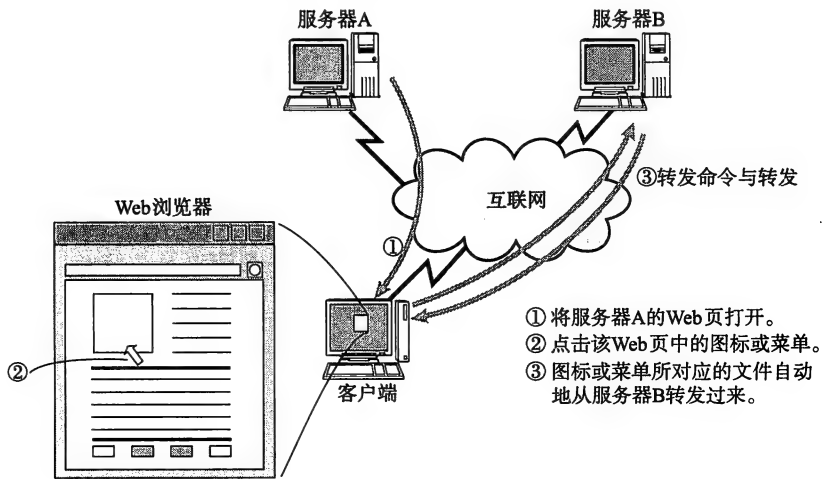 服务器A
服务器B
③转发命令与转发
互联网
Web浏览器
①
②
客户端
① 将服务器A的Web页打开。
② 点击该Web页中的图标或菜单。
③ 图标或菜单所对应的文件自动
地从服务器B转发过来。